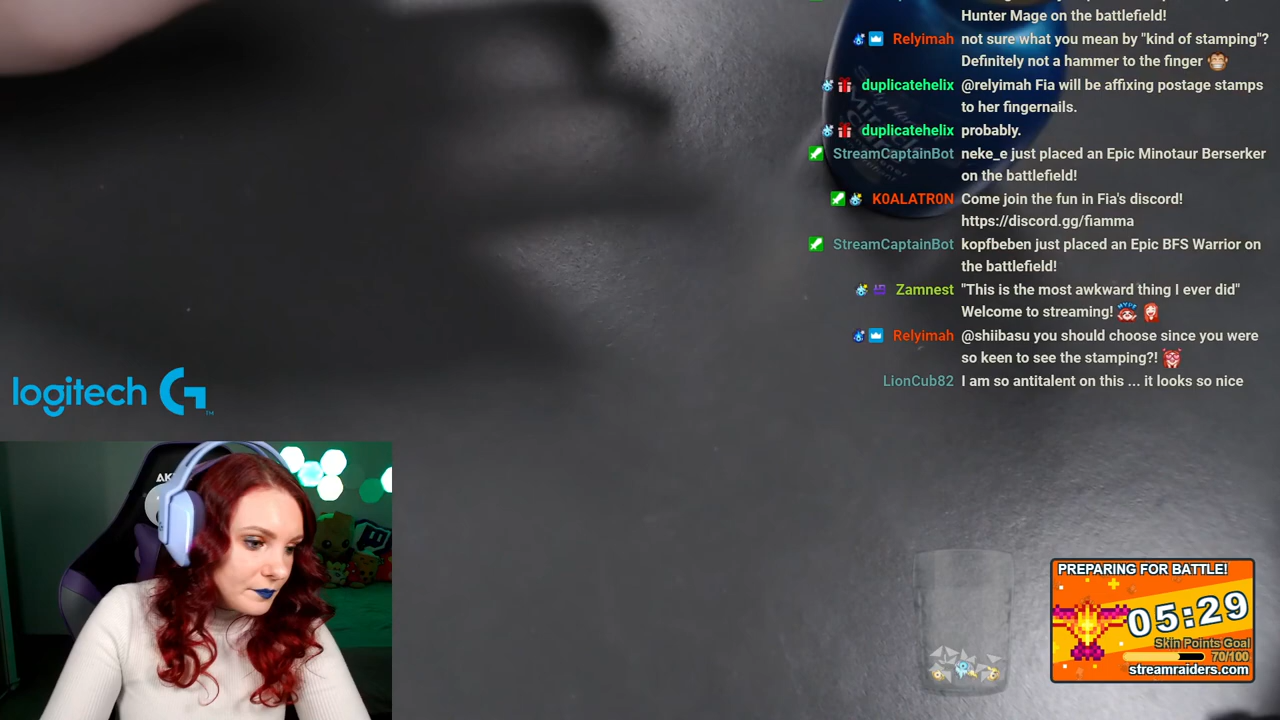 Hunter Mage on the battlefield!
Relyimah not sure what you mean by "kind of stamping"?
Definitely not a hammer to the finger
duplicatehelix @relyimah Fia will be affixing postage stamps
to her fingernails.
duplicatehelix probably.
StreamCaptainBot neke_e just placed an Epic Minotaur Berserker
on the battlefield!
K0ALATR0N Come join the fun in Fia's discord!
https://discord.gg/fiamma
StreamCaptainBot kopfbeben just placed an Epic BFS Warrior on
the battlefield!
Zamnest "This is the most awkward thing I ever did"
Welcome to streaming!
Relyimah @shiibasu you should choose since you were
so keen to see the stamping?!
LionCub82 I am so antitalent on this ... it looks so nice
logitech G
AK
PREPARING FOR BATTLE!
05:29
Skin Points Goal
70/100
streamraiders.com